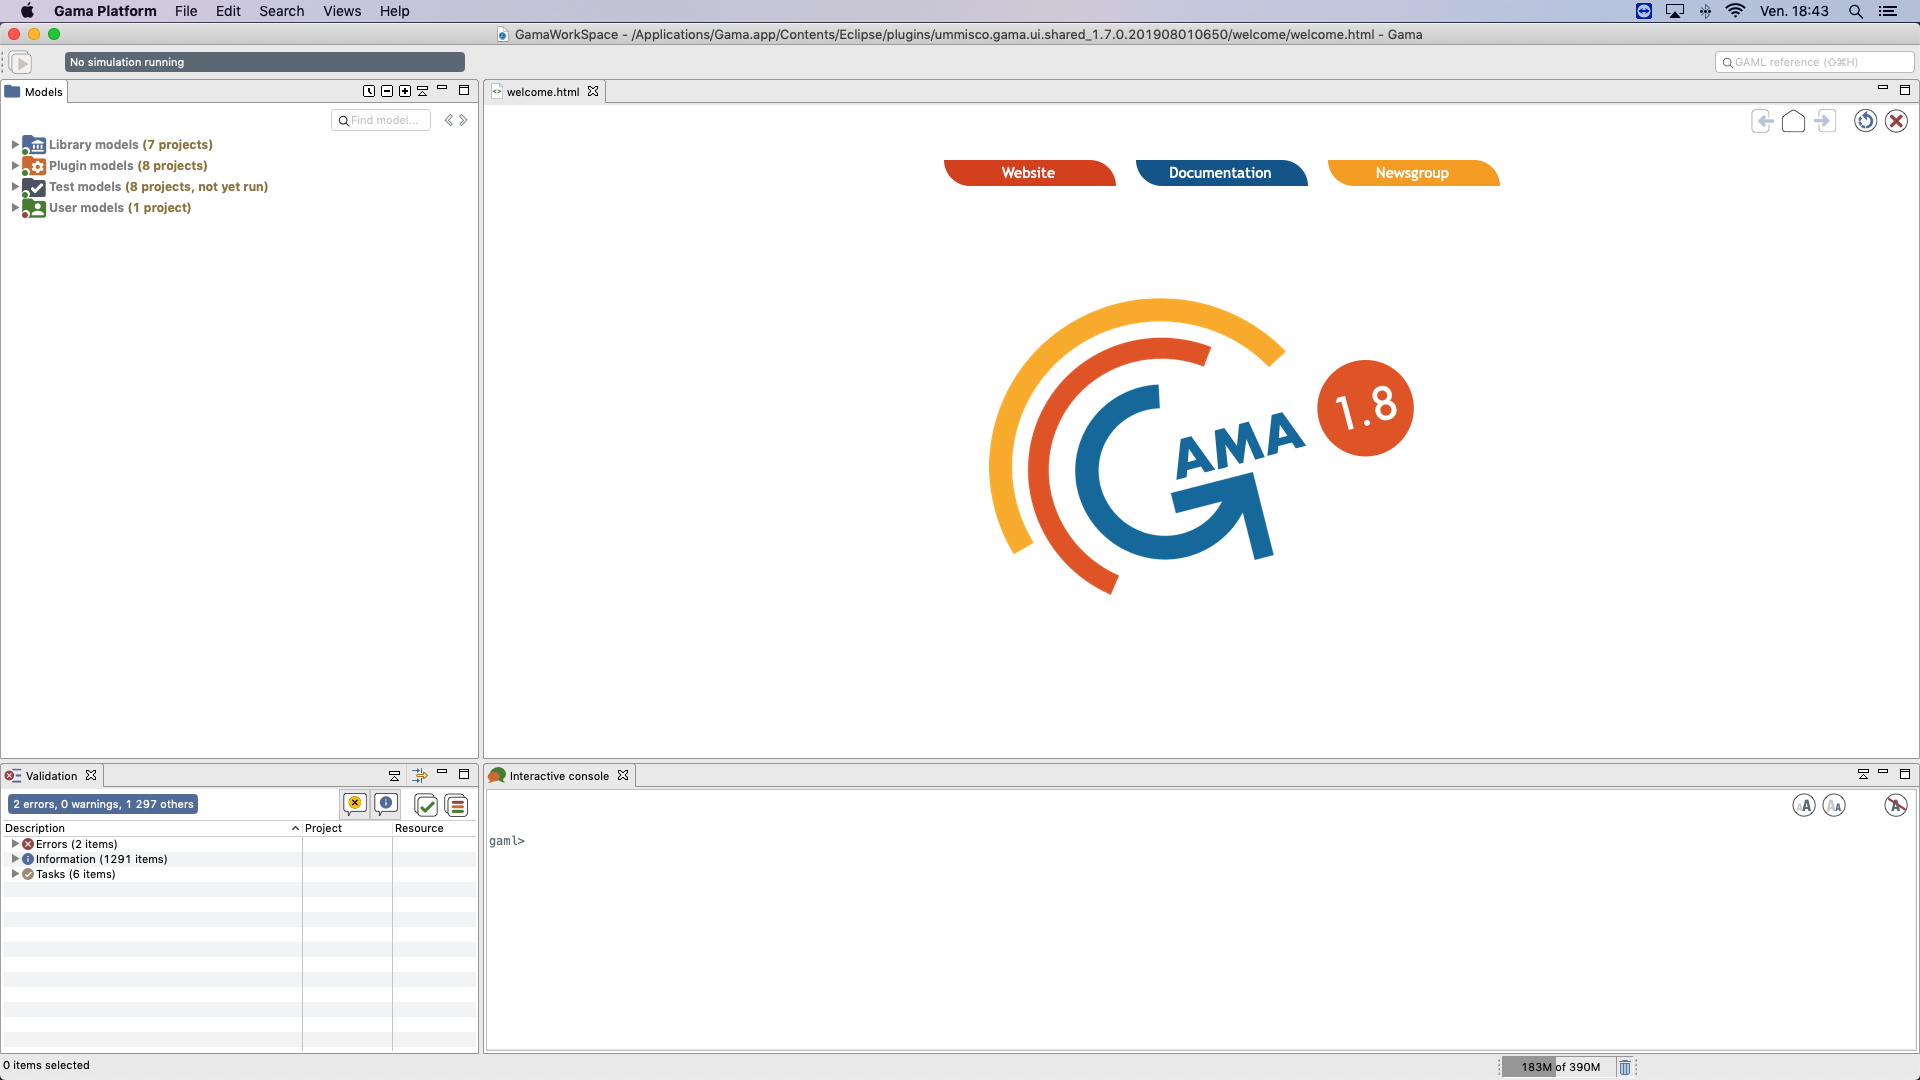 Gama Platform File Edit Search Views Help Ven. 18:43
GamaWorkSpace - /Applications/Gama.app/Contents/Eclipse/plugins/ummisco.gama.ui.shared_1.7.0.201908010650/welcome/welcome.html - Gama
No simulation running
GAML reference (⇧⌘H)
Models
welcome.html
Find model...
Library models (7 projects)
Plugin models (8 projects)
Test models (8 projects, not yet run)
User models (1 project)
Website Documentation Newsgroup
AMA
1.8
Validation
2 errors, 0 warnings, 1 297 others
Description Project Resource
Errors (2 items)
Information (1291 items)
Tasks (6 items)
Interactive console
gaml>
0 items selected
183M of 390M